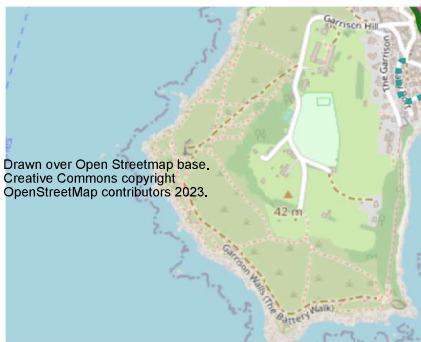 Garrison Hill
The Garrison
Drawn over Open Streetmap base.
Creative Commons copyright
OpenStreetMap contributors 2023.
42 m
Garrison Walls (The Battery Walk)